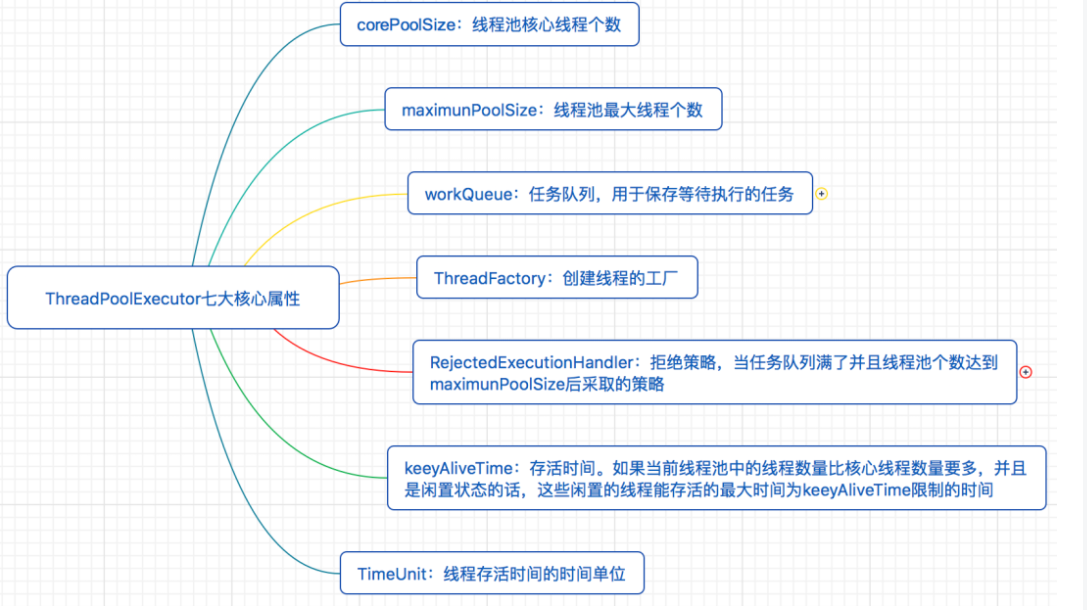 corePoolSize：线程池核心线程个数
maximunPoolSize：线程池最大线程个数
workQueue：任务队列，用于保存等待执行的任务
ThreadFactory：创建线程的工厂
ThreadPoolExecutor七大核心属性
RejectedExecutionHandler：拒绝策略，当任务队列满了并且线程池个数达到
maximunPoolSize后采取的策略
keeyAliveTime：存活时间。如果当前线程池中的线程数量比核心线程数量要多，并且
是闲置状态的话，这些闲置的线程能存活的最大时间为keeyAliveTime限制的时间
TimeUnit：线程存活时间的时间单位